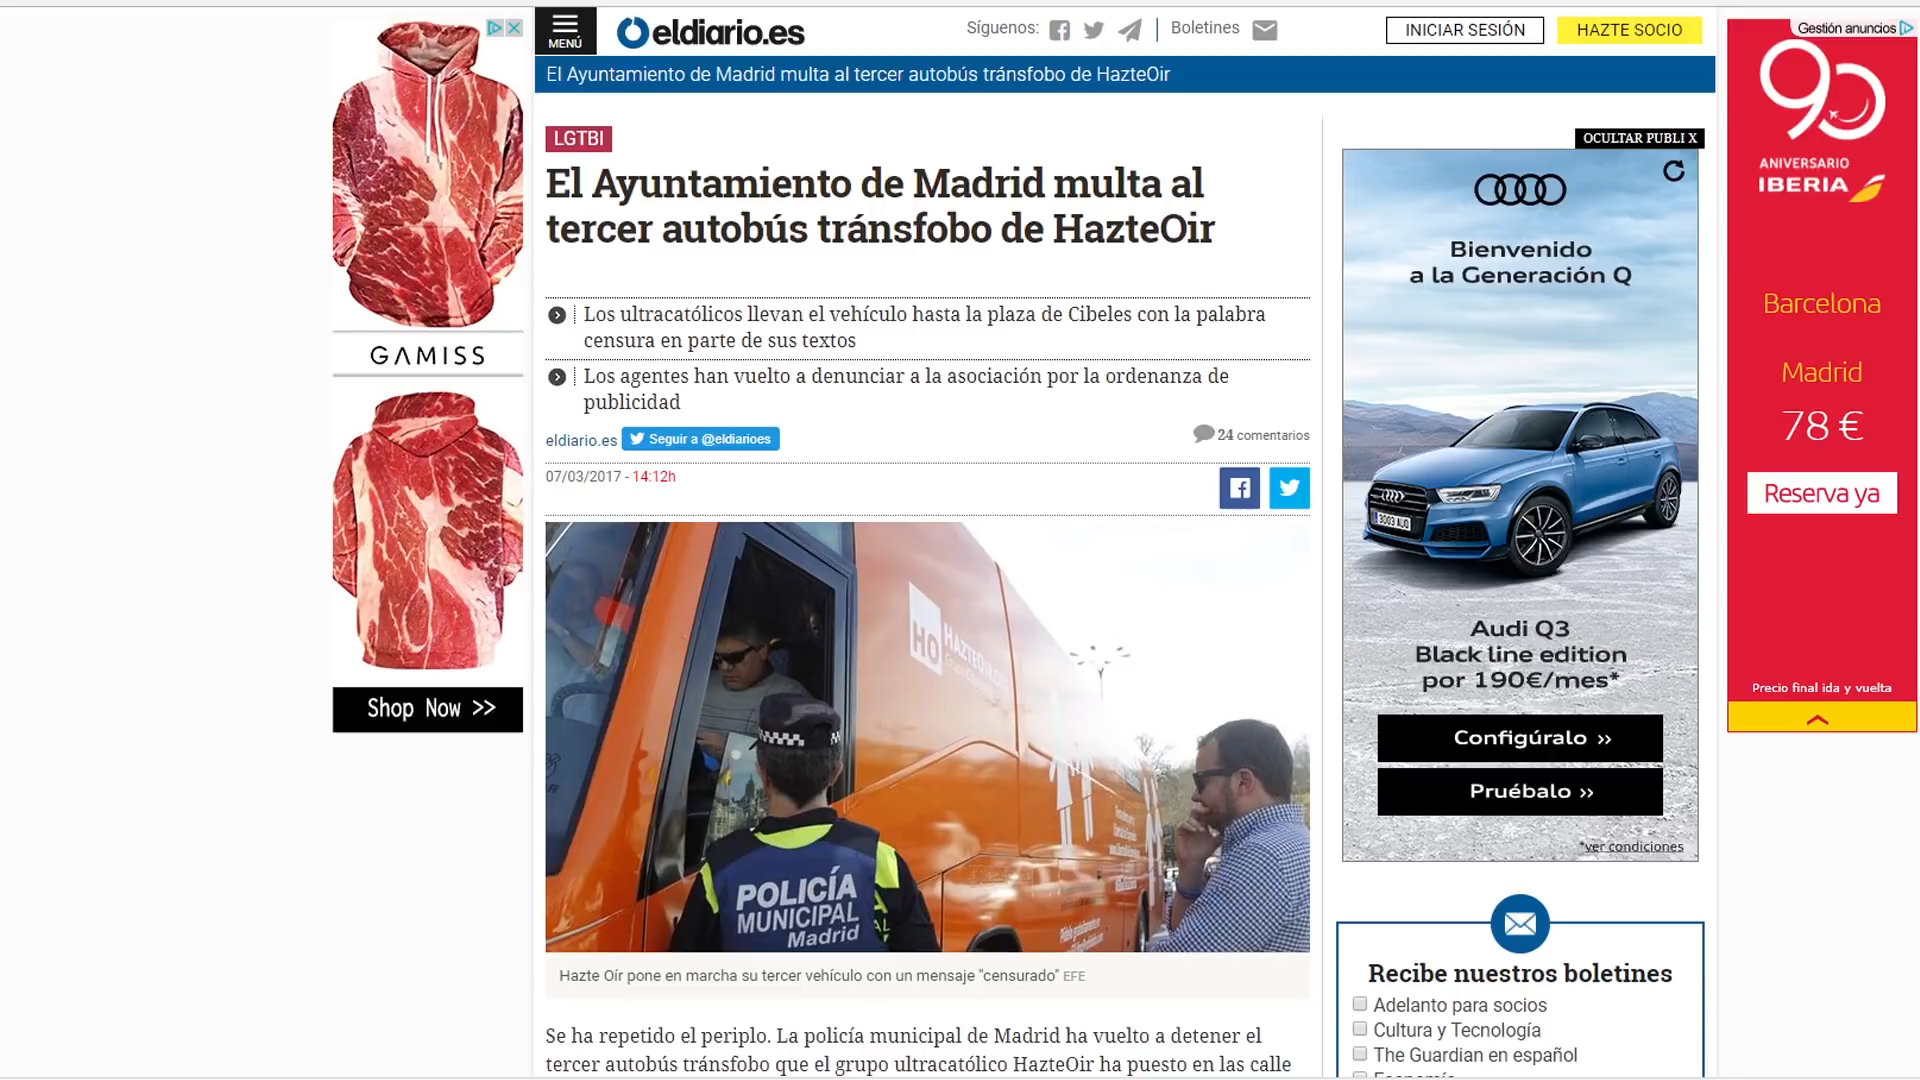 MENÚ
eldiario.es
Síguenos:
Boletines
INICIAR SESIÓN
HAZTE SOCIO
El Ayuntamiento de Madrid multa al tercer autobús tránsfobo de HazteOir
GAMISS
Shop Now >>
LGTBI
El Ayuntamiento de Madrid multa al
tercer autobús tránsfobo de HazteOir
Los ultracatólicos llevan el vehículo hasta la plaza de Cibeles con la palabra
censura en parte de sus textos
Los agentes han vuelto a denunciar a la asociación por la ordenanza de
publicidad
eldiario.es
Seguir a @eldiarioes
24 comentarios
07/03/2017 - 14:12h
HO
HAZTEOIR.ORG
POLICÍA
MUNICIPAL
Madrid
Hazte Oír pone en marcha su tercer vehículo con un mensaje "censurado" EFE
Se ha repetido el periplo. La policía municipal de Madrid ha vuelto a detener el
tercer autobús tránsfobo que el grupo ultracatólico HazteOir ha puesto en las calle
OCULTAR PUBLI X
Bienvenido
a la Generación Q
3003 AUQ
Audi Q3
Black line edition
por 190€/mes*
Configúralo ››
Pruébalo ››
*ver condiciones
Recibe nuestros boletines
Adelanto para socios
Cultura y Tecnología
The Guardian en español
Economía
Gestión anuncios
90
ANIVERSARIO
IBERIA
Barcelona
Madrid
78 €
Reserva ya
Precio final ida y vuelta